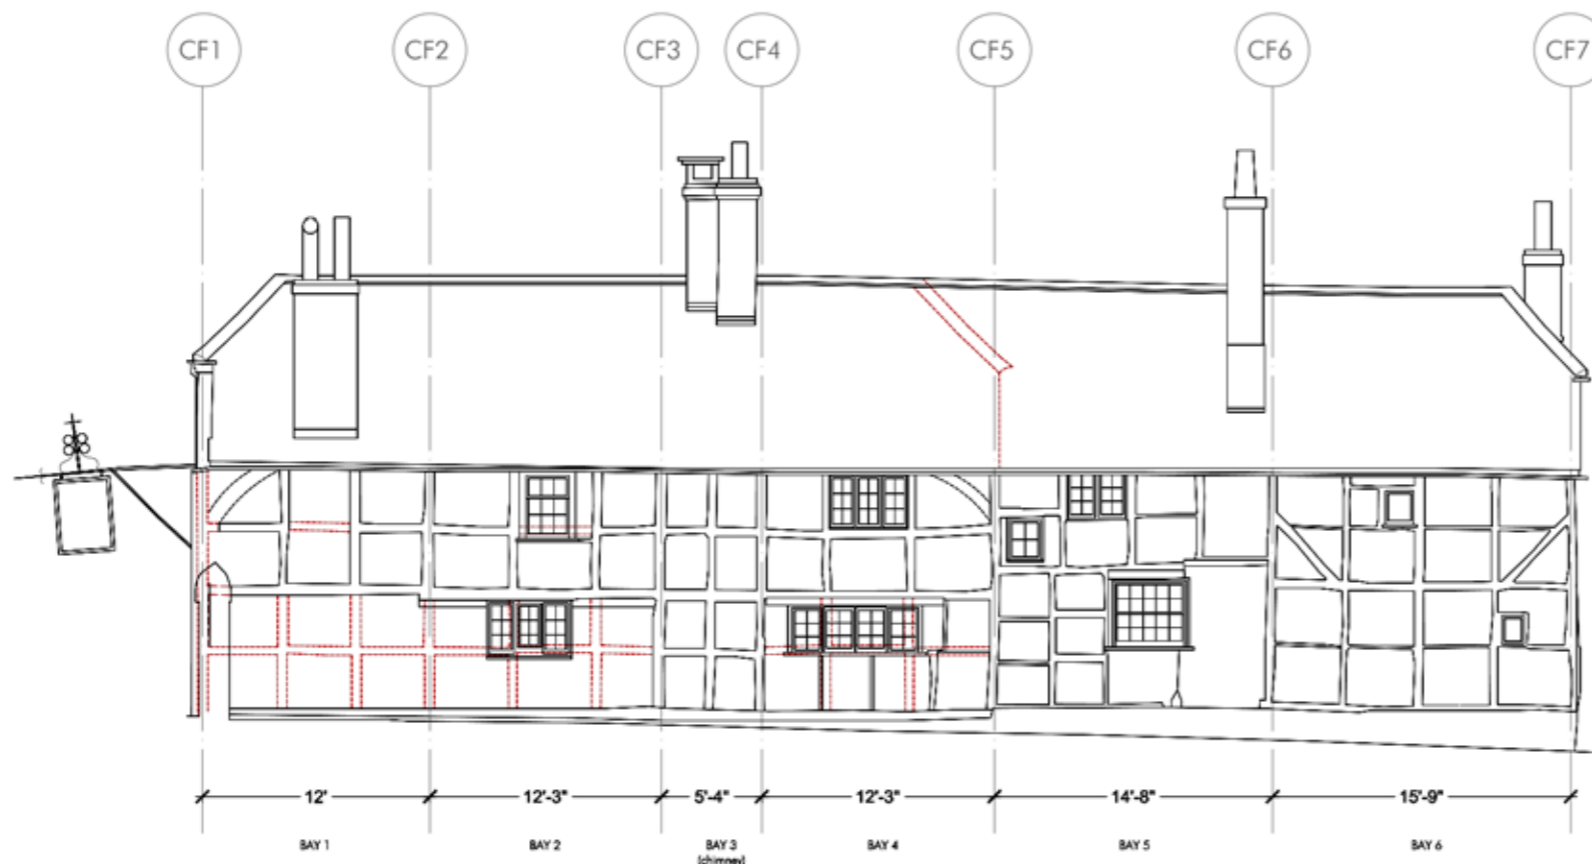 CF1 CF2 CF3 CF4 CF5 CF6 CF7
12' 12'-3" 5'-4" 12'-3" 14'-8" 15'-9"
BAY 1 BAY 2 BAY 3 BAY 4 BAY 5 BAY 6
(chimney)